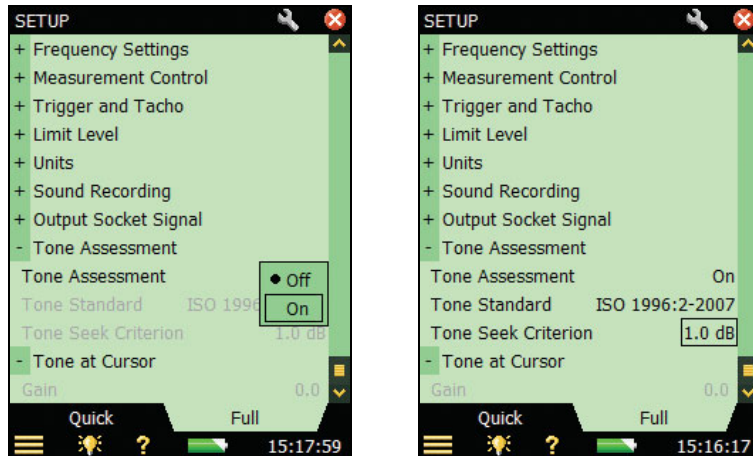 SETUP
+ Frequency Settings
+ Measurement Control
+ Trigger and Tacho
+ Limit Level
+ Units
+ Sound Recording
+ Output Socket Signal
- Tone Assessment
Tone Assessment
Off
On
Tone Standard ISO 1996
Tone Seek Criterion 1.0 dB
- Tone at Cursor
Gain 0.0
Quick Full
? 15:17:59
SETUP
+ Frequency Settings
+ Measurement Control
+ Trigger and Tacho
+ Limit Level
+ Units
+ Sound Recording
+ Output Socket Signal
- Tone Assessment
Tone Assessment On
Tone Standard ISO 1996:2-2007
Tone Seek Criterion 1.0 dB
- Tone at Cursor
Gain 0.0
Quick Full
? 15:16:17